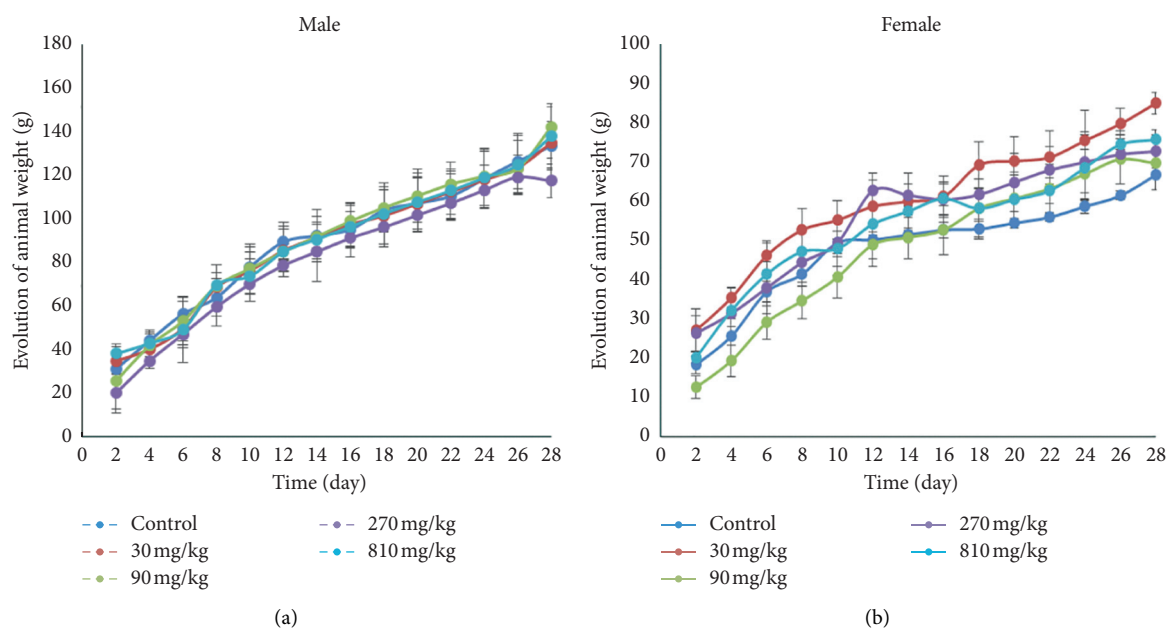 Male
Evolution of animal weight (g)
180
160
140
120
100
80
60
40
20
0
0 2 4 6 8 10 12 14 16 18 20 22 24 26 28
Time (day)
Control
30 mg/kg
90 mg/kg
270 mg/kg
810 mg/kg
(a)
Female
Evolution of animal weight (g)
100
90
80
70
60
50
40
30
20
10
0
0 2 4 6 8 10 12 14 16 18 20 22 24 26 28
Time (day)
Control
30 mg/kg
90 mg/kg
270 mg/kg
810 mg/kg
(b)